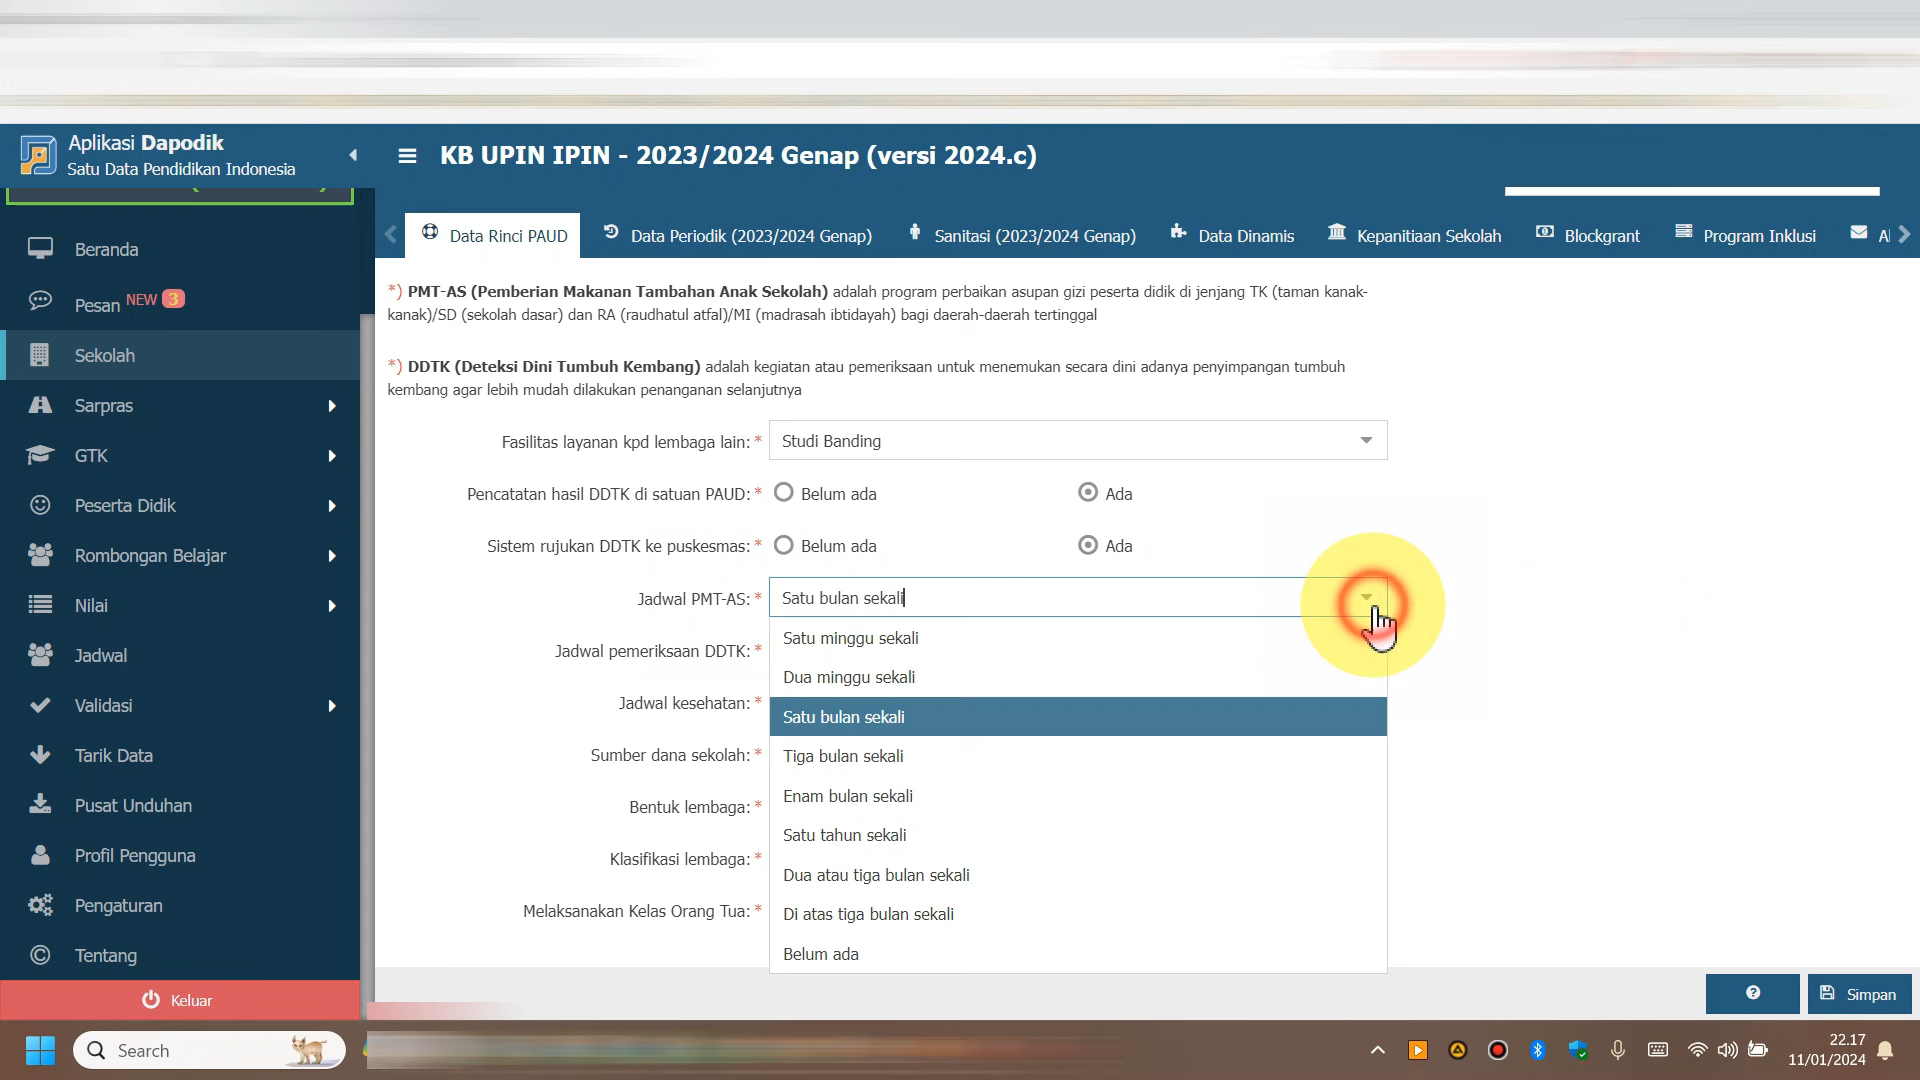 Aplikasi Dapodik
Satu Data Pendidikan Indonesia
KB UPIN IPIN - 2023/2024 Genap (versi 2024.c)
Beranda
Pesan NEW 3
Sekolah
Sarpras
GTK
Peserta Didik
Rombongan Belajar
Nilai
Jadwal
Validasi
Tarik Data
Pusat Unduhan
Profil Pengguna
Pengaturan
Tentang
Keluar
Data Rinci PAUD Data Periodik (2023/2024 Genap) Sanitasi (2023/2024 Genap) Data Dinamis Kepanitiaan Sekolah Blockgrant Program Inklusi
*) PMT-AS (Pemberian Makanan Tambahan Anak Sekolah) adalah program perbaikan asupan gizi peserta didik di jenjang TK (taman kanak-
kanak)/SD (sekolah dasar) dan RA (raudhatul atfal)/MI (madrasah ibtidayah) bagi daerah-daerah tertinggal
*) DDTK (Deteksi Dini Tumbuh Kembang) adalah kegiatan atau pemeriksaan untuk menemukan secara dini adanya penyimpangan tumbuh
kembang agar lebih mudah dilakukan penanganan selanjutnya
Fasilitas layanan kpd lembaga lain:* Studi Banding
Pencatatan hasil DDTK di satuan PAUD:* Belum ada Ada
Sistem rujukan DDTK ke puskesmas:* Belum ada Ada
Jadwal PMT-AS:* Satu bulan sekali
Satu minggu sekali
Jadwal pemeriksaan DDTK:*
Dua minggu sekali
Jadwal kesehatan:*
Satu bulan sekali
Sumber dana sekolah:*
Tiga bulan sekali
Enam bulan sekali
Bentuk lembaga:*
Satu tahun sekali
Klasifikasi lembaga:*
Dua atau tiga bulan sekali
Melaksanakan Kelas Orang Tua:*
Di atas tiga bulan sekali
Belum ada
Simpan
Search
22.17
11/01/2024